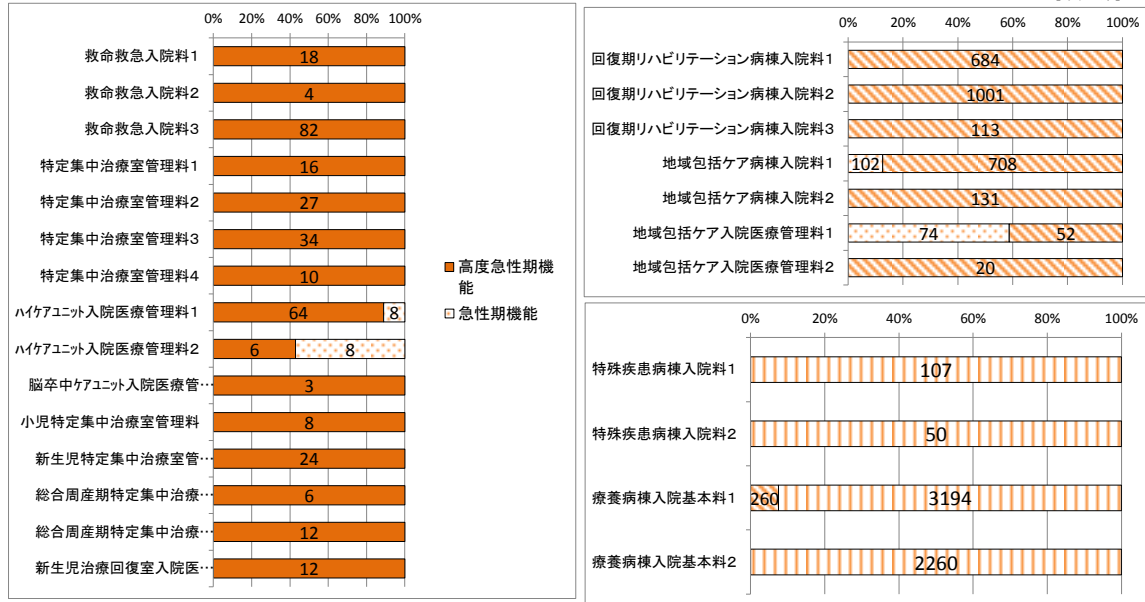 0% 20% 40% 60% 80% 100%
救命救急入院料1 18
救命救急入院料2 4
救命救急入院料3 82
特定集中治療室管理料1 16
特定集中治療室管理料2 27
特定集中治療室管理料3 34
特定集中治療室管理料4 10
ハイケアユニット入院医療管理料1 64 8
ハイケアユニット入院医療管理料2 6 8
脳卒中ケアユニット入院医療管… 3
小児特定集中治療室管理料 8
新生児特定集中治療室管… 24
総合周産期特定集中治療… 6
総合周産期特定集中治療… 12
新生児治療回復室入院医… 12
高度急性期機
能
急性期機能
0% 20% 40% 60% 80% 100%
回復期リハビリテーション病棟入院料1 684
回復期リハビリテーション病棟入院料2 1001
回復期リハビリテーション病棟入院料3 113
地域包括ケア病棟入院料1 102 708
地域包括ケア病棟入院料2 131
地域包括ケア入院医療管理料1 74 52
地域包括ケア入院医療管理料2 20
0% 20% 40% 60% 80% 100%
特殊疾患病棟入院料1 107
特殊疾患病棟入院料2 50
療養病棟入院基本料1 260 3194
療養病棟入院基本料2 2260